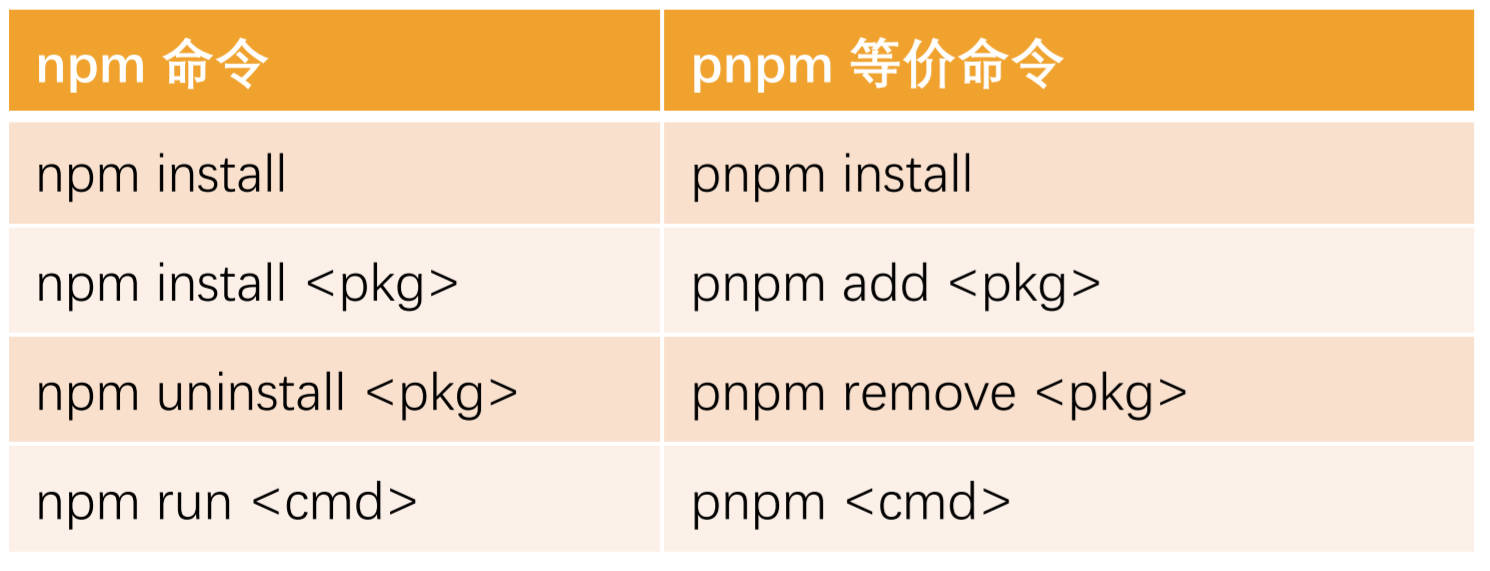 npm 命令 pnpm 等价命令
npm install pnpm install
npm install <pkg> pnpm add <pkg>
npm uninstall <pkg> pnpm remove <pkg>
npm run <cmd> pnpm <cmd>